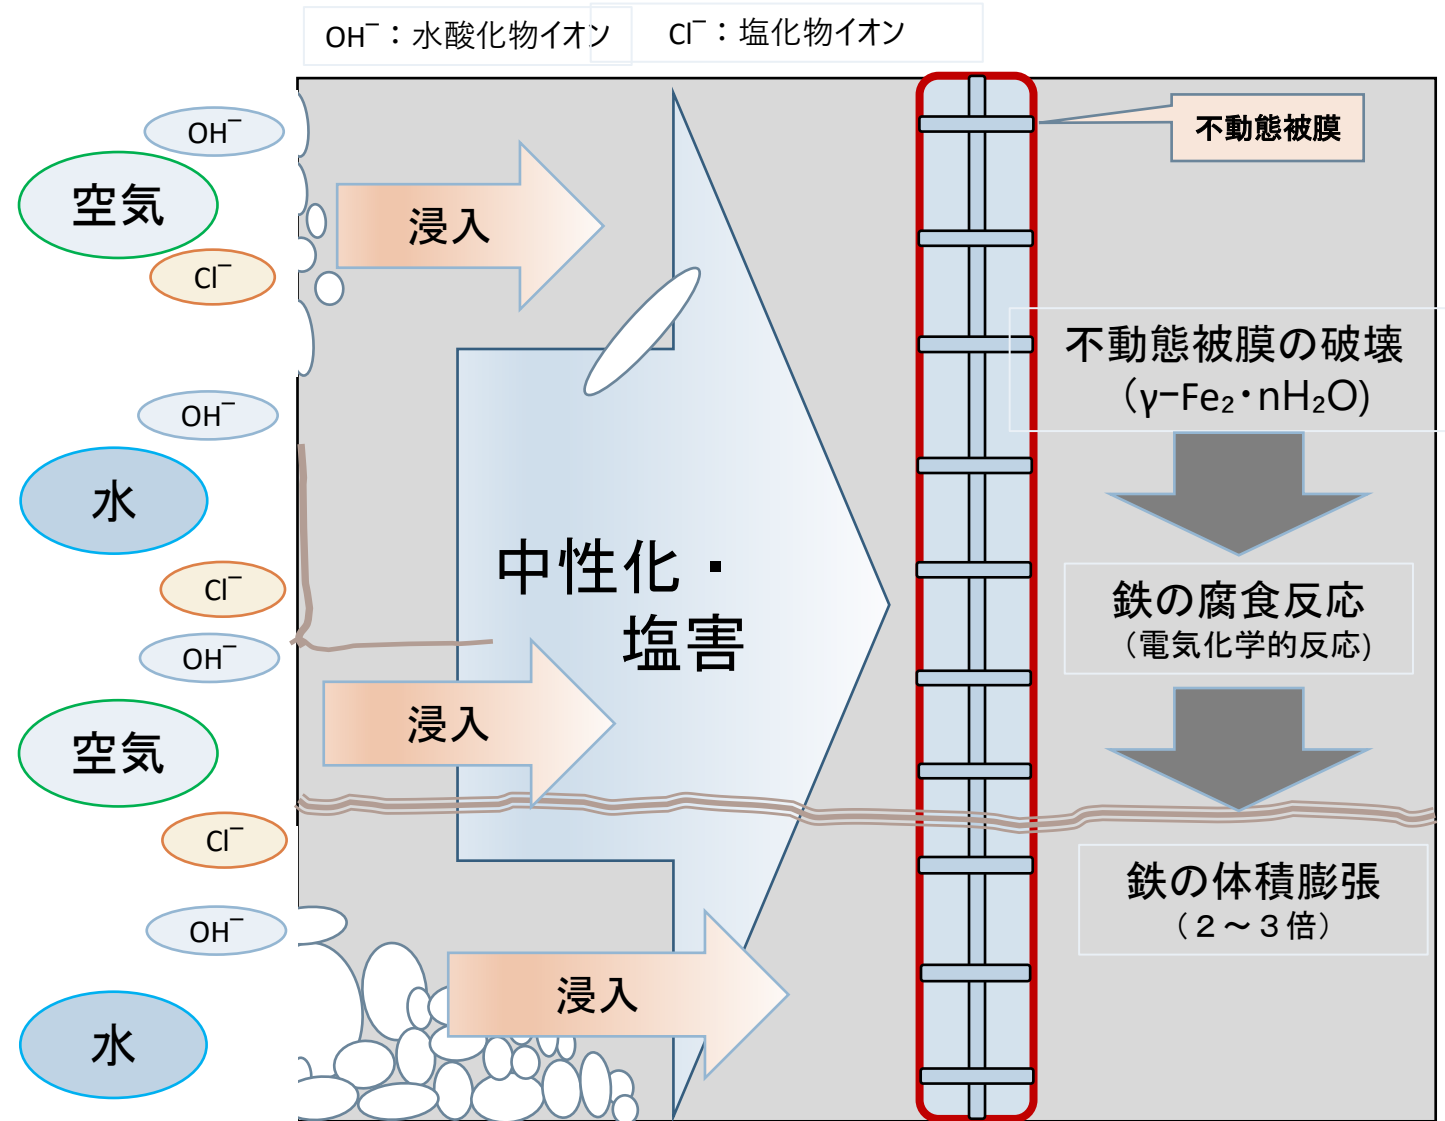 OH⁻：水酸化物イオン
Cl⁻：塩化物イオン
OH⁻
空気
Cl⁻
浸入
不動態被膜
不動態被膜の破壊
（γ-Fe₂・nH₂O)
OH⁻
水
Cl⁻
中性化・
塩害
鉄の腐食反応
（電気化学的反応)
OH⁻
空気
浸入
Cl⁻
鉄の体積膨張
（２～３倍）
OH⁻
浸入
水